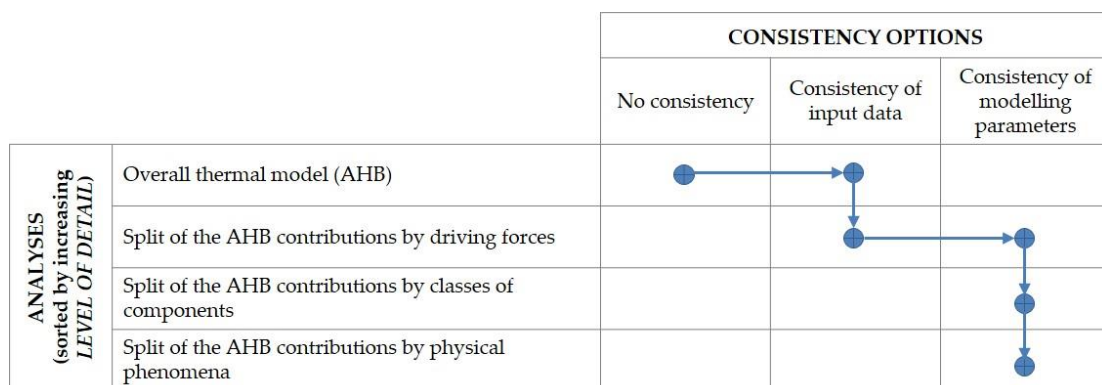 CONSISTENCY OPTIONS
No consistency
Consistency of
input data
Consistency of
modelling
parameters
ANALYSES
(sorted by increasing
LEVEL OF DETAIL)
Overall thermal model (AHB)
Split of the AHB contributions by driving forces
Split of the AHB contributions by classes of
components
Split of the AHB contributions by physical
phenomena